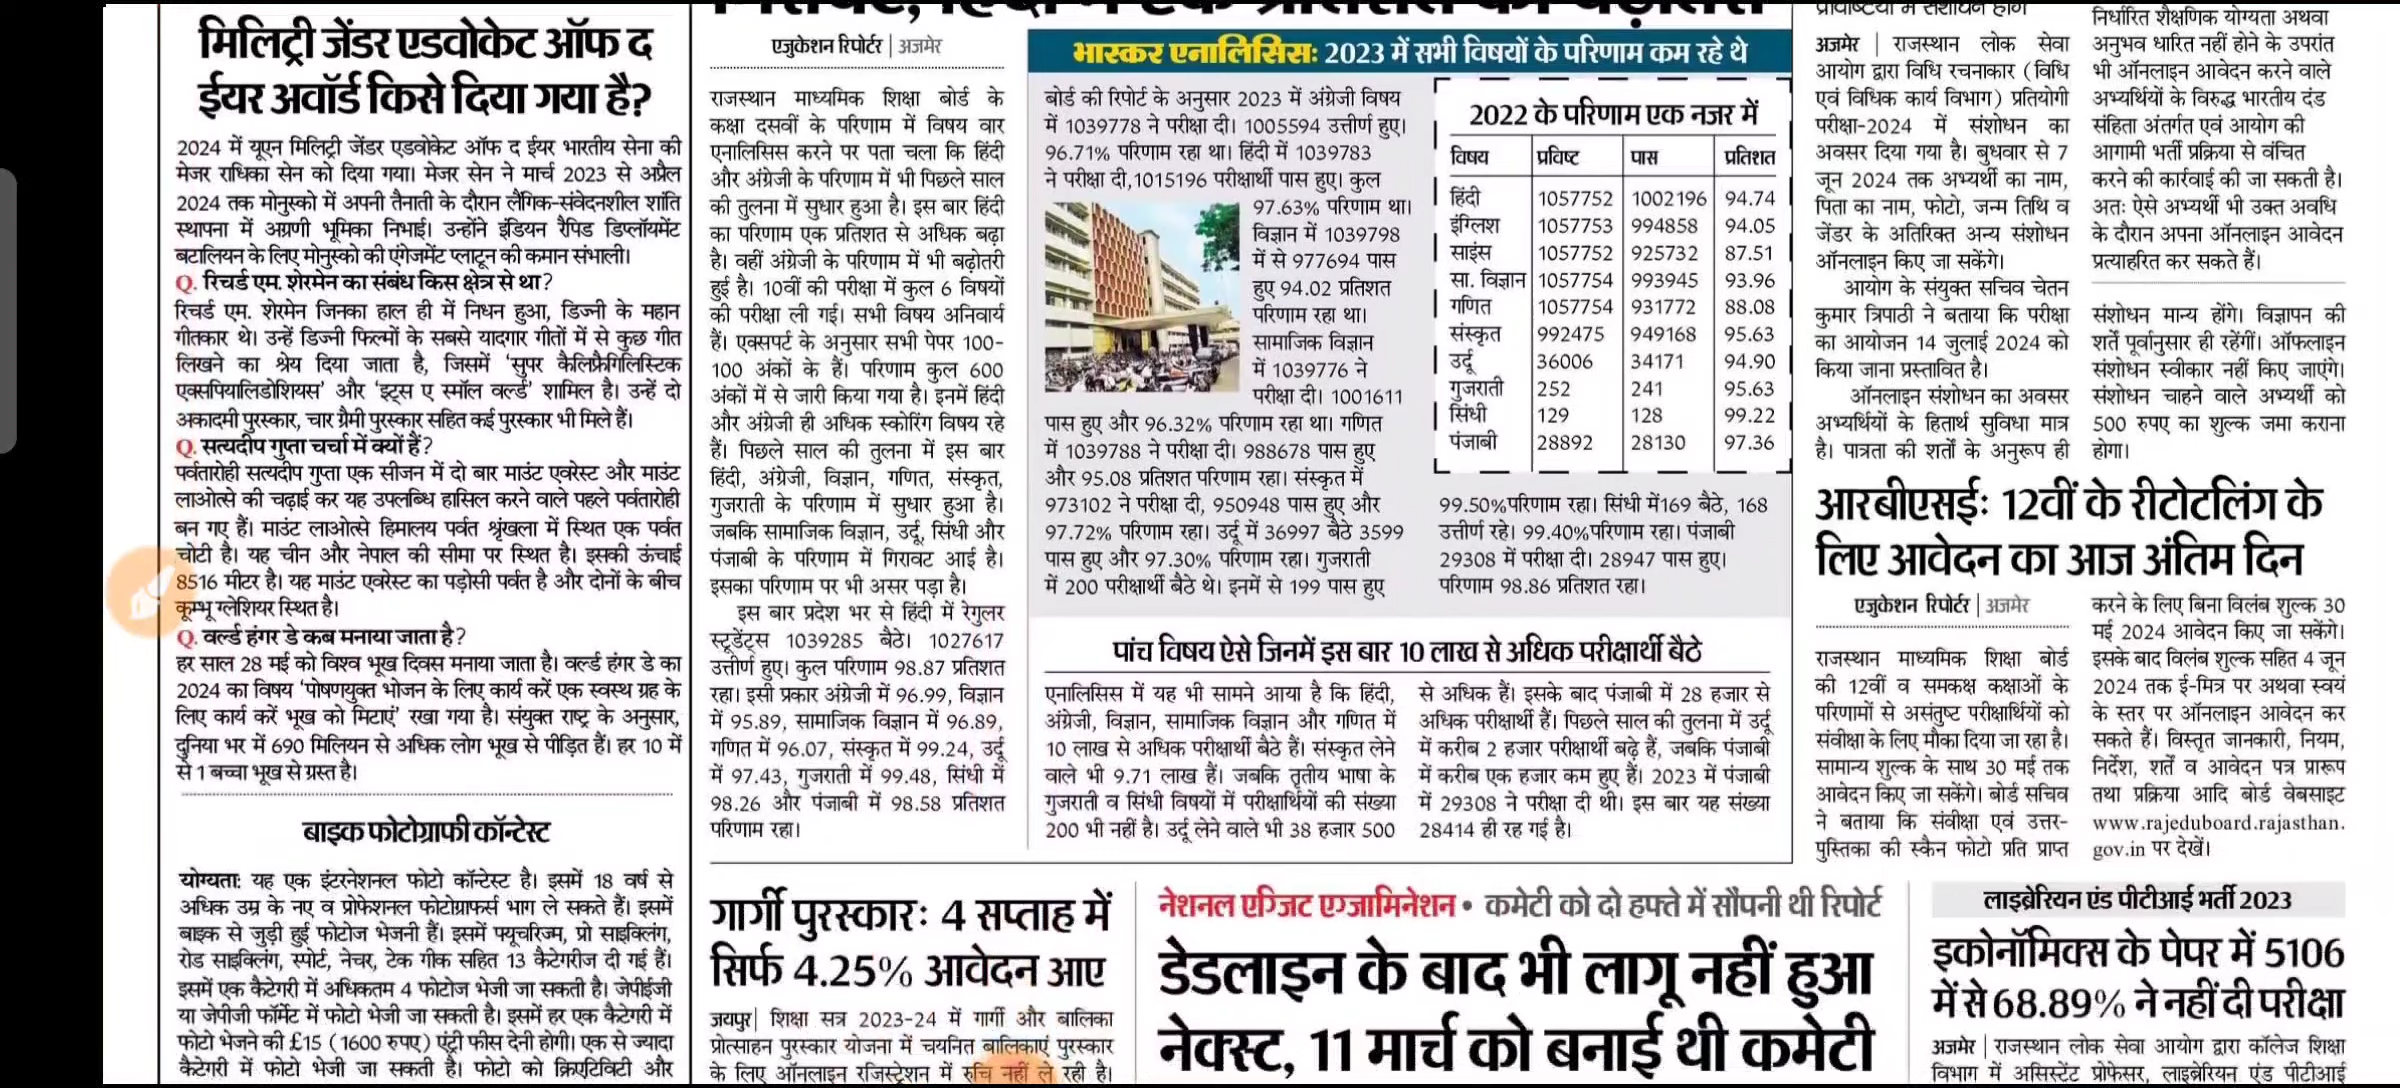 मिलिट्री जेंडर एडवोकेट ऑफ द
ईयर अवॉर्ड किसे दिया गया है?
2024 में यूएन मिलिट्री जेंडर एडवोकेट ऑफ द ईयर भारतीय सेना की
मेजर राधिका सेन को दिया गया। मेजर सेन ने मार्च 2023 से अप्रैल
2024 तक मोनुस्को में अपनी तैनाती के दौरान लैंगिक-संवेदनशील शांति
स्थापना में अग्रणी भूमिका निभाई। उन्होंने इंडियन रैपिड डिप्लॉयमेंट
बटालियन के लिए मोनुस्को की एंगेजमेंट प्लाटून की कमान संभाली।
Q. रिचर्ड एम. शेरमेन का संबंध किस क्षेत्र से था?
रिचर्ड एम. शेरमेन जिनका हाल ही में निधन हुआ, डिज्नी के महान
गीतकार थे। उन्हें डिज्नी फिल्मों के सबसे यादगार गीतों में से कुछ गीत
लिखने का श्रेय दिया जाता है, जिसमें 'सुपर कैलिफ्रैगिलिस्टिक
एक्सपियालिडोशियस' और 'इट्स ए स्मॉल वर्ल्ड' शामिल है। उन्हें दो
अकादमी पुरस्कार, चार ग्रैमी पुरस्कार सहित कई पुरस्कार भी मिले हैं।
Q. सत्यदीप गुप्ता चर्चा में क्यों हैं?
पर्वतारोही सत्यदीप गुप्ता एक सीजन में दो बार माउंट एवरेस्ट और माउंट
लाओत्से की चढ़ाई कर यह उपलब्धि हासिल करने वाले पहले पर्वतारोही
बन गए हैं। माउंट लाओत्से हिमालय पर्वत श्रृंखला में स्थित एक पर्वत
चोटी है। यह चीन और नेपाल की सीमा पर स्थित है। इसकी ऊंचाई
8516 मीटर है। यह माउंट एवरेस्ट का पड़ोसी पर्वत है और दोनों के बीच
कूम्भू ग्लेशियर स्थित है।
Q. वर्ल्ड हंगर डे कब मनाया जाता है?
हर साल 28 मई को विश्व भूख दिवस मनाया जाता है। वर्ल्ड हंगर डे का
2024 का विषय 'पोषणयुक्त भोजन के लिए कार्य करें एक स्वस्थ ग्रह के
लिए कार्य करें भूख को मिटाएं' रखा गया है। संयुक्त राष्ट्र के अनुसार,
दुनिया भर में 690 मिलियन से अधिक लोग भूख से पीड़ित हैं। हर 10 में
से 1 बच्चा भूख से ग्रस्त है।
बाइक फोटोग्राफी कॉन्टेस्ट
योग्यता: यह एक इंटरनेशनल फोटो कॉन्टेस्ट है। इसमें 18 वर्ष से
अधिक उम्र के नए व प्रोफेशनल फोटोग्राफर्स भाग ले सकते हैं। इसमें
बाइक से जुड़ी हुई फोटोज भेजनी हैं। इसमें फ्यूचरिज्म, प्रो साइक्लिंग,
रोड साइक्लिंग, स्पोर्ट, नेचर, टेक गीक सहित 13 कैटेगरीज दी गई हैं।
इसमें एक कैटेगरी में अधिकतम 4 फोटोज भेजी जा सकती है। जेपीईजी
या जेपीजी फॉर्मेट में फोटो भेजी जा सकती है। इसमें हर एक कैटेगरी में
फोटो भेजने की £15 (1600 रुपए) एंट्री फीस देनी होगी। एक से ज्यादा
कैटेगरी में फोटो भेजी जा सकती है। फोटो को क्रिएटिविटी और
एजुकेशन रिपोर्टर | अजमेर
राजस्थान माध्यमिक शिक्षा बोर्ड के
कक्षा दसवीं के परिणाम में विषय वार
एनालिसिस करने पर पता चला कि हिंदी
और अंग्रेजी के परिणाम में भी पिछले साल
की तुलना में सुधार हुआ है। इस बार हिंदी
का परिणाम एक प्रतिशत से अधिक बढ़ा
है। वहीं अंग्रेजी के परिणाम में भी बढ़ोतरी
हुई है। 10वीं की परीक्षा में कुल 6 विषयों
की परीक्षा ली गई। सभी विषय अनिवार्य
हैं। एक्सपर्ट के अनुसार सभी पेपर 100-
100 अंकों के हैं। परिणाम कुल 600
अंकों में से जारी किया गया है। इनमें हिंदी
और अंग्रेजी ही अधिक स्कोरिंग विषय रहे
हैं। पिछले साल की तुलना में इस बार
हिंदी, अंग्रेजी, विज्ञान, गणित, संस्कृत,
गुजराती के परिणाम में सुधार हुआ है।
जबकि सामाजिक विज्ञान, उर्दू, सिंधी और
पंजाबी के परिणाम में गिरावट आई है।
इसका परिणाम पर भी असर पड़ा है।
इस बार प्रदेश भर से हिंदी में रेगुलर
स्टूडेंट्स 1039285 बैठे। 1027617
उत्तीर्ण हुए। कुल परिणाम 98.87 प्रतिशत
रहा। इसी प्रकार अंग्रेजी में 96.99, विज्ञान
में 95.89, सामाजिक विज्ञान में 96.89,
गणित में 96.07, संस्कृत में 99.24, उर्दू
में 97.43, गुजराती में 99.48, सिंधी में
98.26 और पंजाबी में 98.58 प्रतिशत
परिणाम रहा।
भास्कर एनालिसिस: 2023 में सभी विषयों के परिणाम कम रहे थे
बोर्ड की रिपोर्ट के अनुसार 2023 में अंग्रेजी विषय
में 1039778 ने परीक्षा दी। 1005594 उत्तीर्ण हुए।
96.71% परिणाम रहा था। हिंदी में 1039783
ने परीक्षा दी,1015196 परीक्षार्थी पास हुए। कुल
97.63% परिणाम था।
विज्ञान में 1039798
में से 977694 पास
हुए 94.02 प्रतिशत
परिणाम रहा था।
सामाजिक विज्ञान
में 1039776 ने
परीक्षा दी। 1001611
पास हुए और 96.32% परिणाम रहा था। गणित
में 1039788 ने परीक्षा दी। 988678 पास हुए
और 95.08 प्रतिशत परिणाम रहा। संस्कृत में
973102 ने परीक्षा दी, 950948 पास हुए और
97.72% परिणाम रहा। उर्दू में 36997 बैठे 3599
पास हुए और 97.30% परिणाम रहा। गुजराती
में 200 परीक्षार्थी बैठे थे। इनमें से 199 पास हुए
2022 के परिणाम एक नजर में
विषय प्रविष्ट पास प्रतिशत
हिंदी 1057752 1002196 94.74
इंग्लिश 1057753 994858 94.05
साइंस 1057752 925732 87.51
सा. विज्ञान 1057754 993945 93.96
गणित 1057754 931772 88.08
संस्कृत 992475 949168 95.63
उर्दू 36006 34171 94.90
गुजराती 252 241 95.63
सिंधी 129 128 99.22
पंजाबी 28892 28130 97.36
99.50%परिणाम रहा। सिंधी में169 बैठे, 168
उत्तीर्ण रहे। 99.40%परिणाम रहा। पंजाबी
29308 में परीक्षा दी। 28947 पास हुए।
परिणाम 98.86 प्रतिशत रहा।
पांच विषय ऐसे जिनमें इस बार 10 लाख से अधिक परीक्षार्थी बैठे
एनालिसिस में यह भी सामने आया है कि हिंदी,
अंग्रेजी, विज्ञान, सामाजिक विज्ञान और गणित में
10 लाख से अधिक परीक्षार्थी बैठे हैं। संस्कृत लेने
वाले भी 9.71 लाख हैं। जबकि तृतीय भाषा के
गुजराती व सिंधी विषयों में परीक्षार्थियों की संख्या
200 भी नहीं है। उर्दू लेने वाले भी 38 हजार 500
से अधिक हैं। इसके बाद पंजाबी में 28 हजार से
अधिक परीक्षार्थी हैं। पिछले साल की तुलना में उर्दू
में करीब 2 हजार परीक्षार्थी बढ़े हैं, जबकि पंजाबी
में करीब एक हजार कम हुए हैं। 2023 में पंजाबी
में 29308 ने परीक्षा दी थी। इस बार यह संख्या
28414 ही रह गई है।
अजमेर | राजस्थान लोक सेवा
आयोग द्वारा विधि रचनाकार (विधि
एवं विधिक कार्य विभाग) प्रतियोगी
परीक्षा-2024 में संशोधन का
अवसर दिया गया है। बुधवार से 7
जून 2024 तक अभ्यर्थी का नाम,
पिता का नाम, फोटो, जन्म तिथि व
जेंडर के अतिरिक्त अन्य संशोधन
ऑनलाइन किए जा सकेंगे।
आयोग के संयुक्त सचिव चेतन
कुमार त्रिपाठी ने बताया कि परीक्षा
का आयोजन 14 जुलाई 2024 को
किया जाना प्रस्तावित है।
ऑनलाइन संशोधन का अवसर
अभ्यर्थियों के हितार्थ सुविधा मात्र
है। पात्रता की शर्तों के अनुरूप ही
निर्धारित शैक्षणिक योग्यता अथवा
अनुभव धारित नहीं होने के उपरांत
भी ऑनलाइन आवेदन करने वाले
अभ्यर्थियों के विरुद्ध भारतीय दंड
संहिता अंतर्गत एवं आयोग की
आगामी भर्ती प्रक्रिया से वंचित
करने की कार्रवाई की जा सकती है।
अतः ऐसे अभ्यर्थी भी उक्त अवधि
के दौरान अपना ऑनलाइन आवेदन
प्रत्याहरित कर सकते हैं।
संशोधन मान्य होंगे। विज्ञापन की
शर्तें पूर्वानुसार ही रहेंगीं। ऑफलाइन
संशोधन स्वीकार नहीं किए जाएंगे।
संशोधन चाहने वाले अभ्यर्थी को
500 रुपए का शुल्क जमा कराना
होगा।
आरबीएसई: 12वीं के रीटोटलिंग के
लिए आवेदन का आज अंतिम दिन
एजुकेशन रिपोर्टर | अजमेर
राजस्थान माध्यमिक शिक्षा बोर्ड
की 12वीं व समकक्ष कक्षाओं के
परिणामों से असंतुष्ट परीक्षार्थियों को
संवीक्षा के लिए मौका दिया जा रहा है।
सामान्य शुल्क के साथ 30 मई तक
आवेदन किए जा सकेंगे। बोर्ड सचिव
ने बताया कि संवीक्षा एवं उत्तर-
पुस्तिका की स्कैन फोटो प्रति प्राप्त
करने के लिए बिना विलंब शुल्क 30
मई 2024 आवेदन किए जा सकेंगे।
इसके बाद विलंब शुल्क सहित 4 जून
2024 तक ई-मित्र पर अथवा स्वयं
के स्तर पर ऑनलाइन आवेदन कर
सकते हैं। विस्तृत जानकारी, नियम,
निर्देश, शर्तें व आवेदन पत्र प्रारूप
तथा प्रक्रिया आदि बोर्ड वेबसाइट
www.rajeduboard.rajasthan.
gov.in पर देखें।
गार्गी पुरस्कार: 4 सप्ताह में
सिर्फ 4.25% आवेदन आए
जयपुर| शिक्षा सत्र 2023-24 में गार्गी और बालिका
प्रोत्साहन पुरस्कार योजना में चयनित बालिकाएं पुरस्कार
के लिए ऑनलाइन रजिस्ट्रेशन में रुचि नहीं ले रही है।
नेशनल एग्जिट एग्जामिनेशन • कमेटी को दो हफ्ते में सौपनी थी रिपोर्ट
डेडलाइन के बाद भी लागू नहीं हुआ
नेक्स्ट, 11 मार्च को बनाई थी कमेटी
लाइब्रेरियन एंड पीटीआई भर्ती 2023
इकोनॉमिक्स के पेपर में 5106
में से 68.89% ने नहीं दी परीक्षा
अजमेर | राजस्थान लोक सेवा आयोग द्वारा कॉलेज शिक्षा
विभाग में असिस्टेंट प्रोफेसर, लाइब्रेरियन एंड पीटीआई